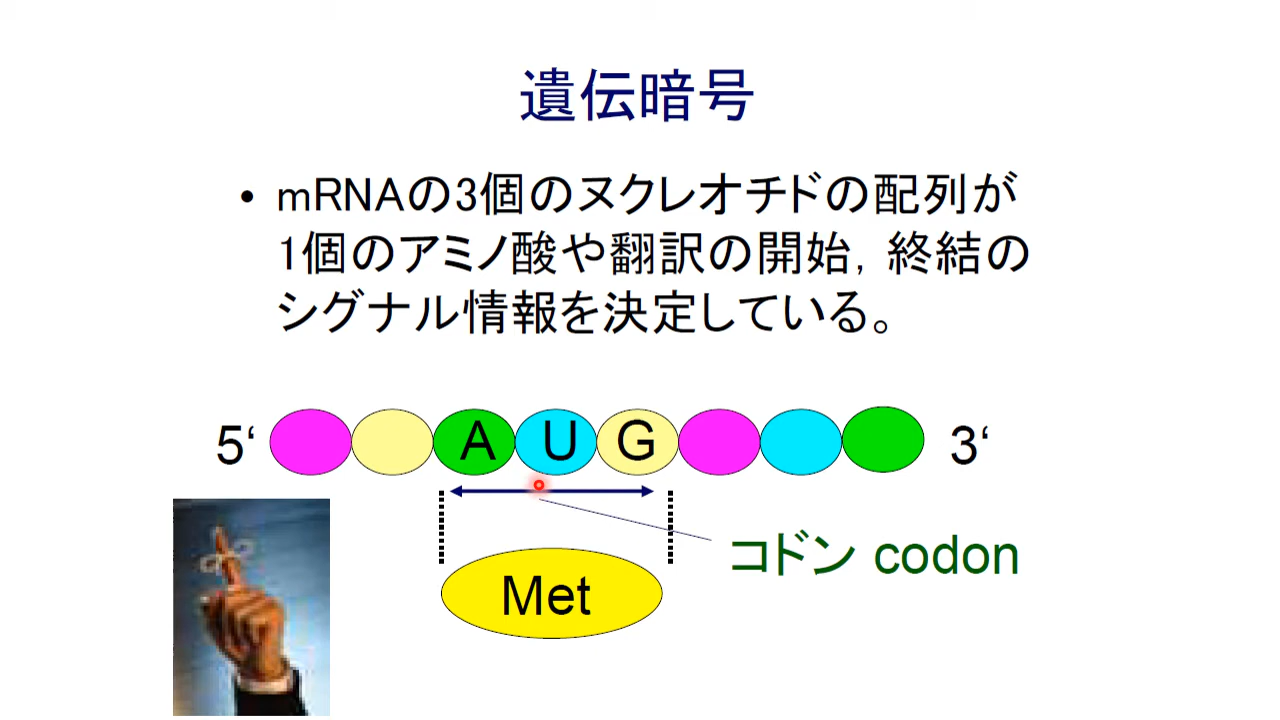 遺伝暗号
• mRNAの3個のヌクレオチドの配列が
1個のアミノ酸や翻訳の開始，終結の
シグナル情報を決定している。
5‘ A U G 3‘
コドン codon
Met